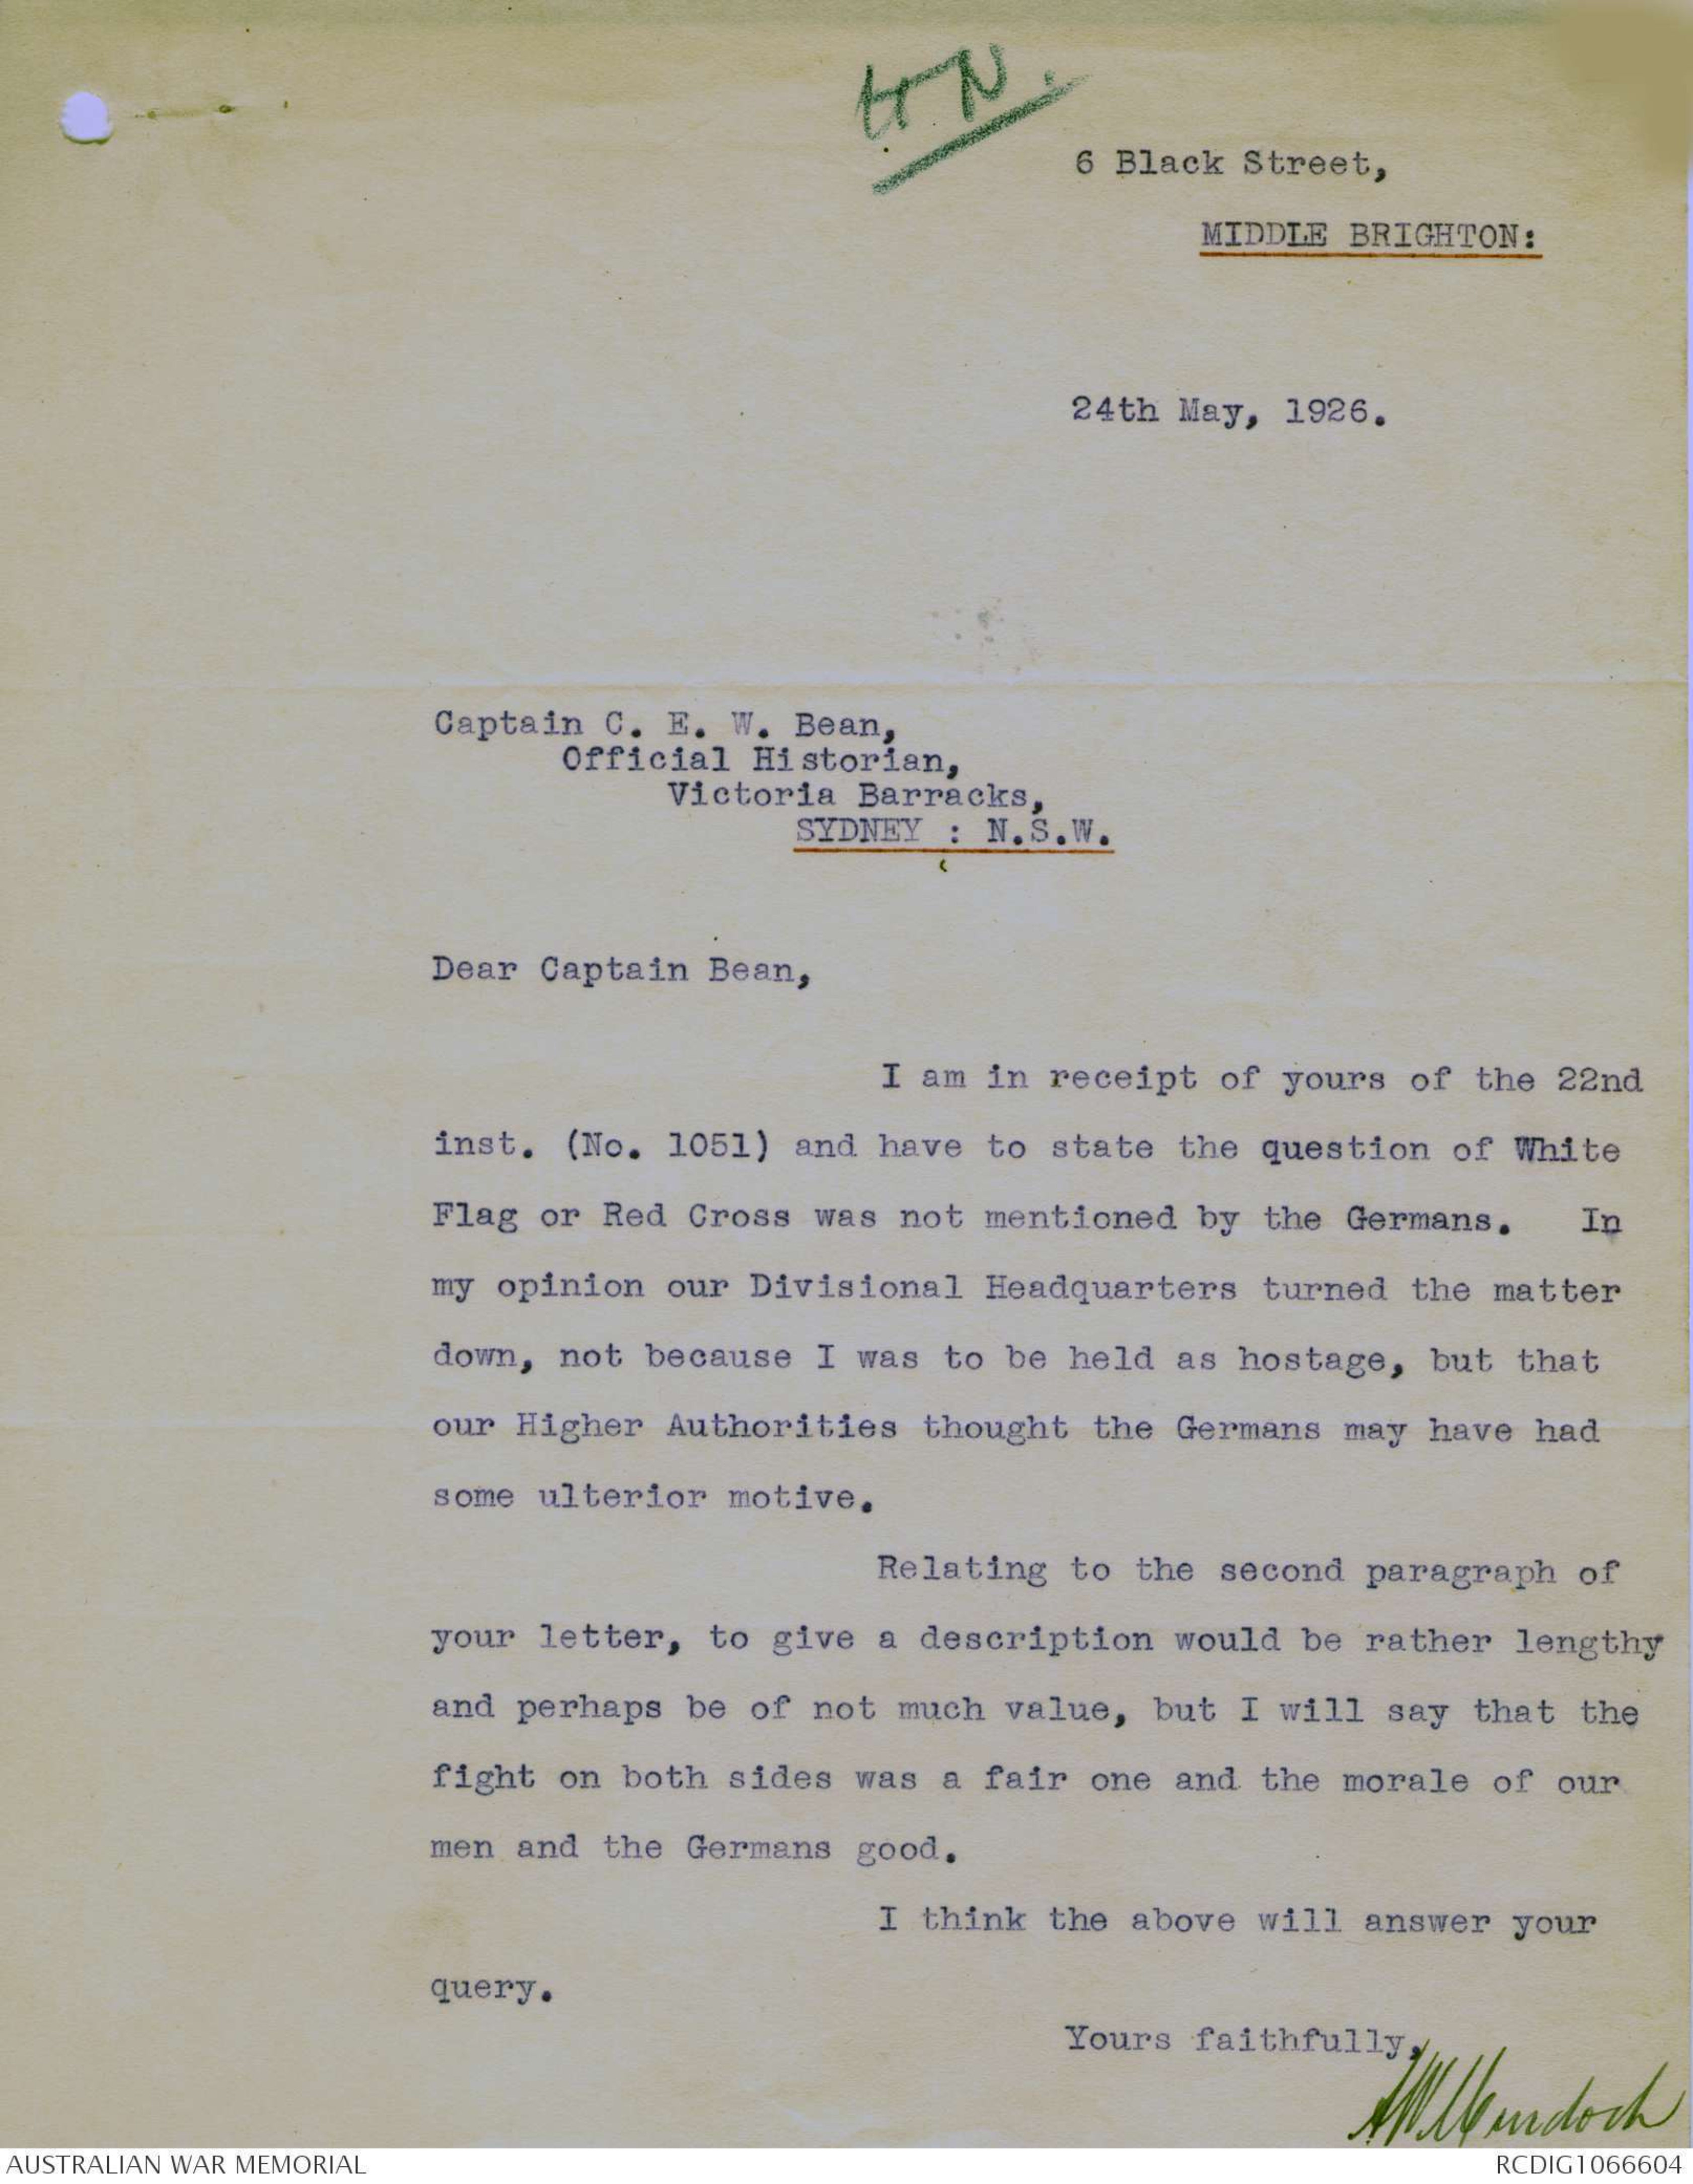 HN.
6 Black Street,
MIDDLE BRIGHTON:
24th May, 1926.
Captain C. E. W. Bean,
Official Historian,
Victoria Barracks,
SYDNEY : N.S.W.
Dear Captain Bean,
I am in receipt of yours of the 22nd
inst. (No. 1051) and have to state the question of White
Flag or Red Cross was not mentioned by the Germans. In
my opinion our Divisional Headquarters turned the matter
down, not because I was to be held as hostage, but that
our Higher Authorities thought the Germans may have had
some ulterior motive.
Relating to the second paragraph of
your letter, to give a description would be rather lengthy
and perhaps be of not much value, but I will say that the
fight on both sides was a fair one and the morale of our
men and the Germans good.
I think the above will answer your
query.
Yours faithfully,
Murdoch
AUSTRALIAN WAR MEMORIAL
RCDIG1066604